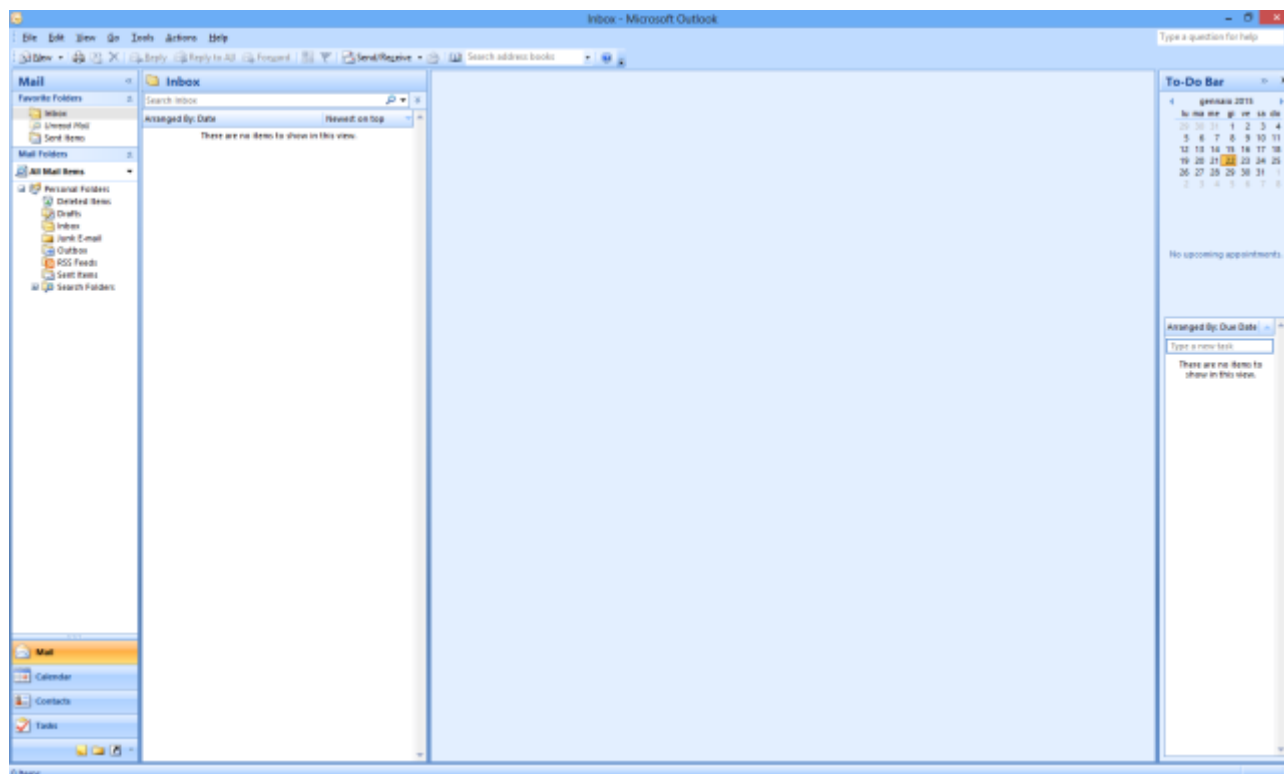 Inbox - Microsoft Outlook
File Edit View Go Tools Actions Help
Type a question for help
New Reply Reply to All Forward Send/Receive Search address books
Mail
Favorite Folders
Inbox
Unread Mail
Sent Items
Mail Folders
All Mail Items
Personal Folders
Deleted Items
Drafts
Inbox
Junk E-mail
Outbox
RSS Feeds
Sent Items
Search Folders
Mail
Calendar
Contacts
Tasks
Inbox
Search Inbox
Arranged By: Date Newest on top
There are no items to show in this view.
To-Do Bar
gennaio 2015
lu ma me gi ve sa do
29 30 31 1 2 3 4
5 6 7 8 9 10 11
12 13 14 15 16 17 18
19 20 21 22 23 24 25
26 27 28 29 30 31 1
2 3 4 5 6 7 8
No upcoming appointments.
Arranged By: Due Date
Type a new task
There are no items to
show in this view.
0 Items